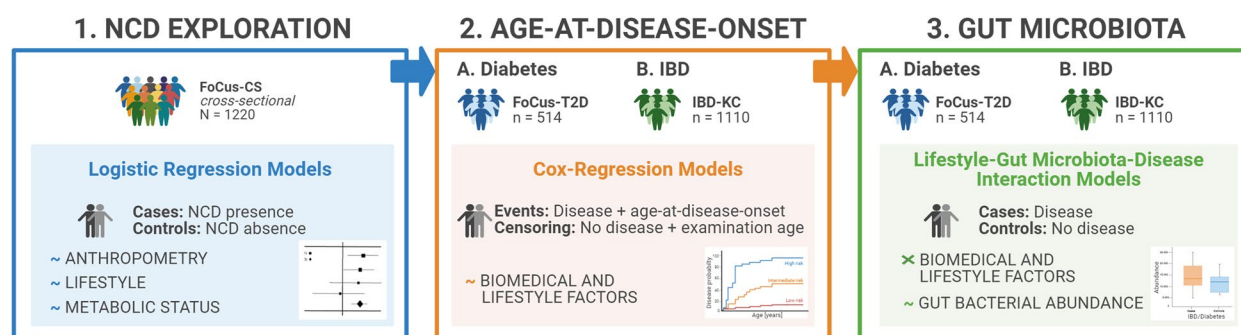 1. NCD EXPLORATION
FoCus-CS
cross-sectional
N = 1220
Logistic Regression Models
Cases: NCD presence
Controls: NCD absence
~ ANTHROPOMETRY
~ LIFESTYLE
~ METABOLIC STATUS
2. AGE-AT-DISEASE-ONSET
A. Diabetes
FoCus-T2D
n = 514
B. IBD
IBD-KC
n = 1110
Cox-Regression Models
Events: Disease + age-at-disease-onset
Censoring: No disease + examination age
~ BIOMEDICAL AND
LIFESTYLE FACTORS
Disease probability
High-risk
Intermediate-risk
Low-risk
Age [years]
3. GUT MICROBIOTA
A. Diabetes
FoCus-T2D
n = 514
B. IBD
IBD-KC
n = 1110
Lifestyle-Gut Microbiota-Disease
Interaction Models
Cases: Disease
Controls: No disease
× BIOMEDICAL AND
LIFESTYLE FACTORS
~ GUT BACTERIAL ABUNDANCE
Abundance
IBD/Diabetes